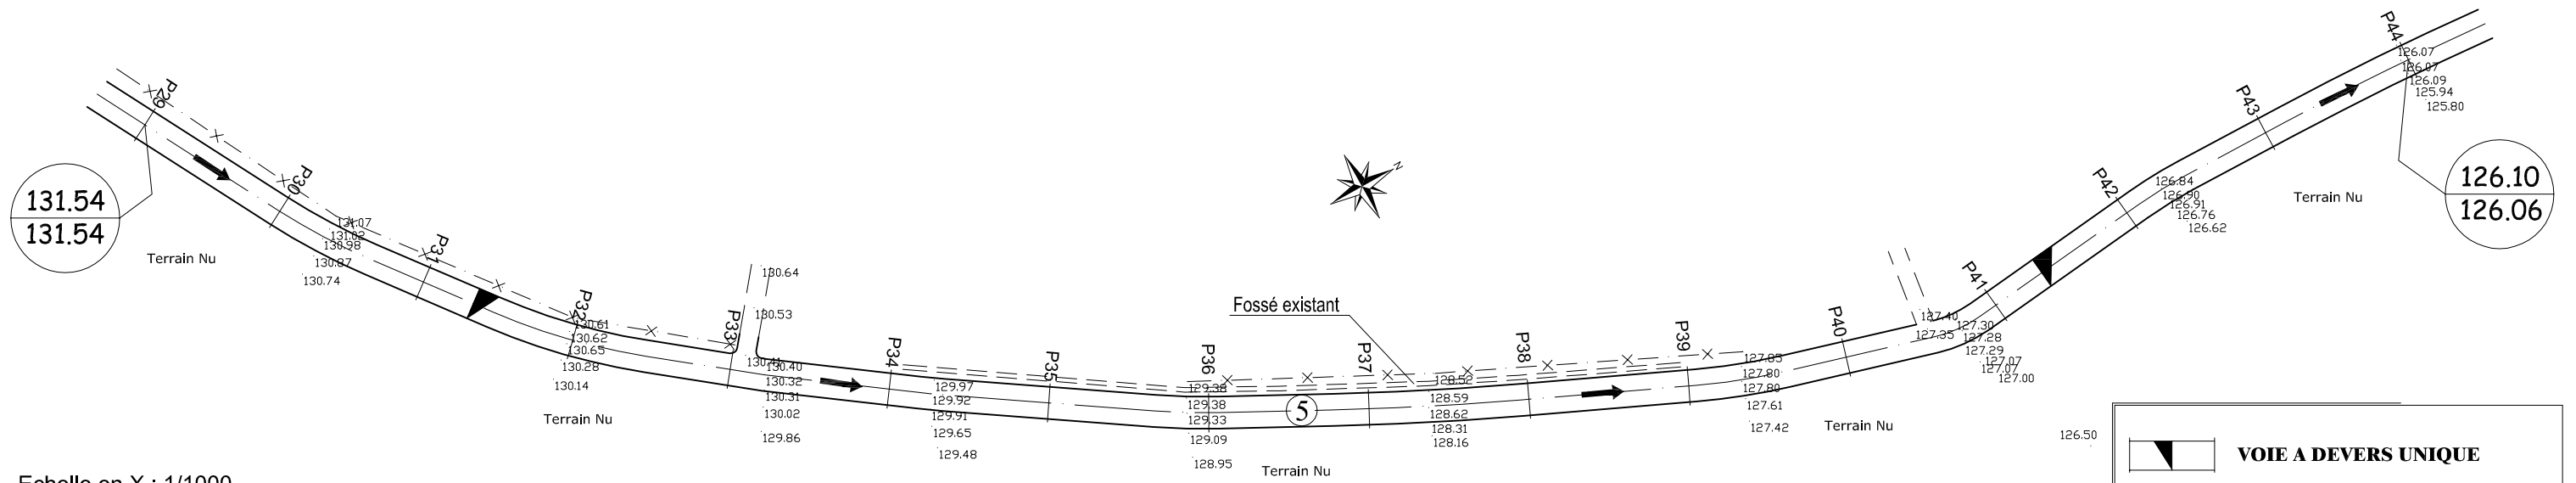 P29
131.54
131.54
Terrain Nu
P30
131.07
131.02
130.98
130.87
130.74
P31
P32
130.61
130.62
130.65
130.28
130.14
Terrain Nu
P33
130.64
130.53
130.41
130.40
130.32
130.31
130.02
129.86
P34
129.97
129.92
129.91
129.65
129.48
P35
P36
129.38
129.38
129.33
129.09
128.95
Fossé existant
5
Terrain Nu
N
P37
128.52
128.59
128.62
128.31
128.16
P38
P39
127.85
127.80
127.80
127.61
127.42
Terrain Nu
P40
127.40
127.35
P41
127.30
127.28
127.29
127.07
127.07
127.00
126.50
P42
126.84
126.90
126.91
126.76
126.62
P43
Terrain Nu
P44
126.07
126.07
126.09
125.94
125.80
126.10
126.06
VOIE A DEVERS UNIQUE
Echelle en X : 1/1000